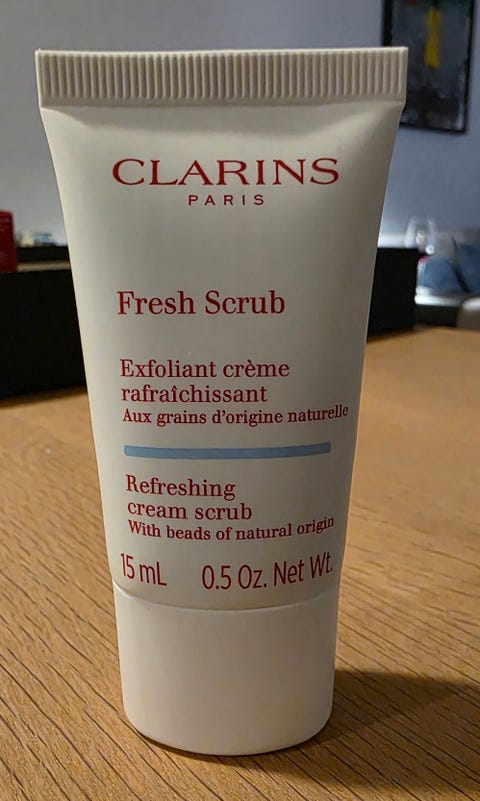 CLARINS
PARIS
Fresh Scrub
Exfoliant crème
rafraîchissant
Aux grains d'origine naturelle
Refreshing
cream scrub
With beads of natural origin
15 mL 0.5 Oz. Net Wt.